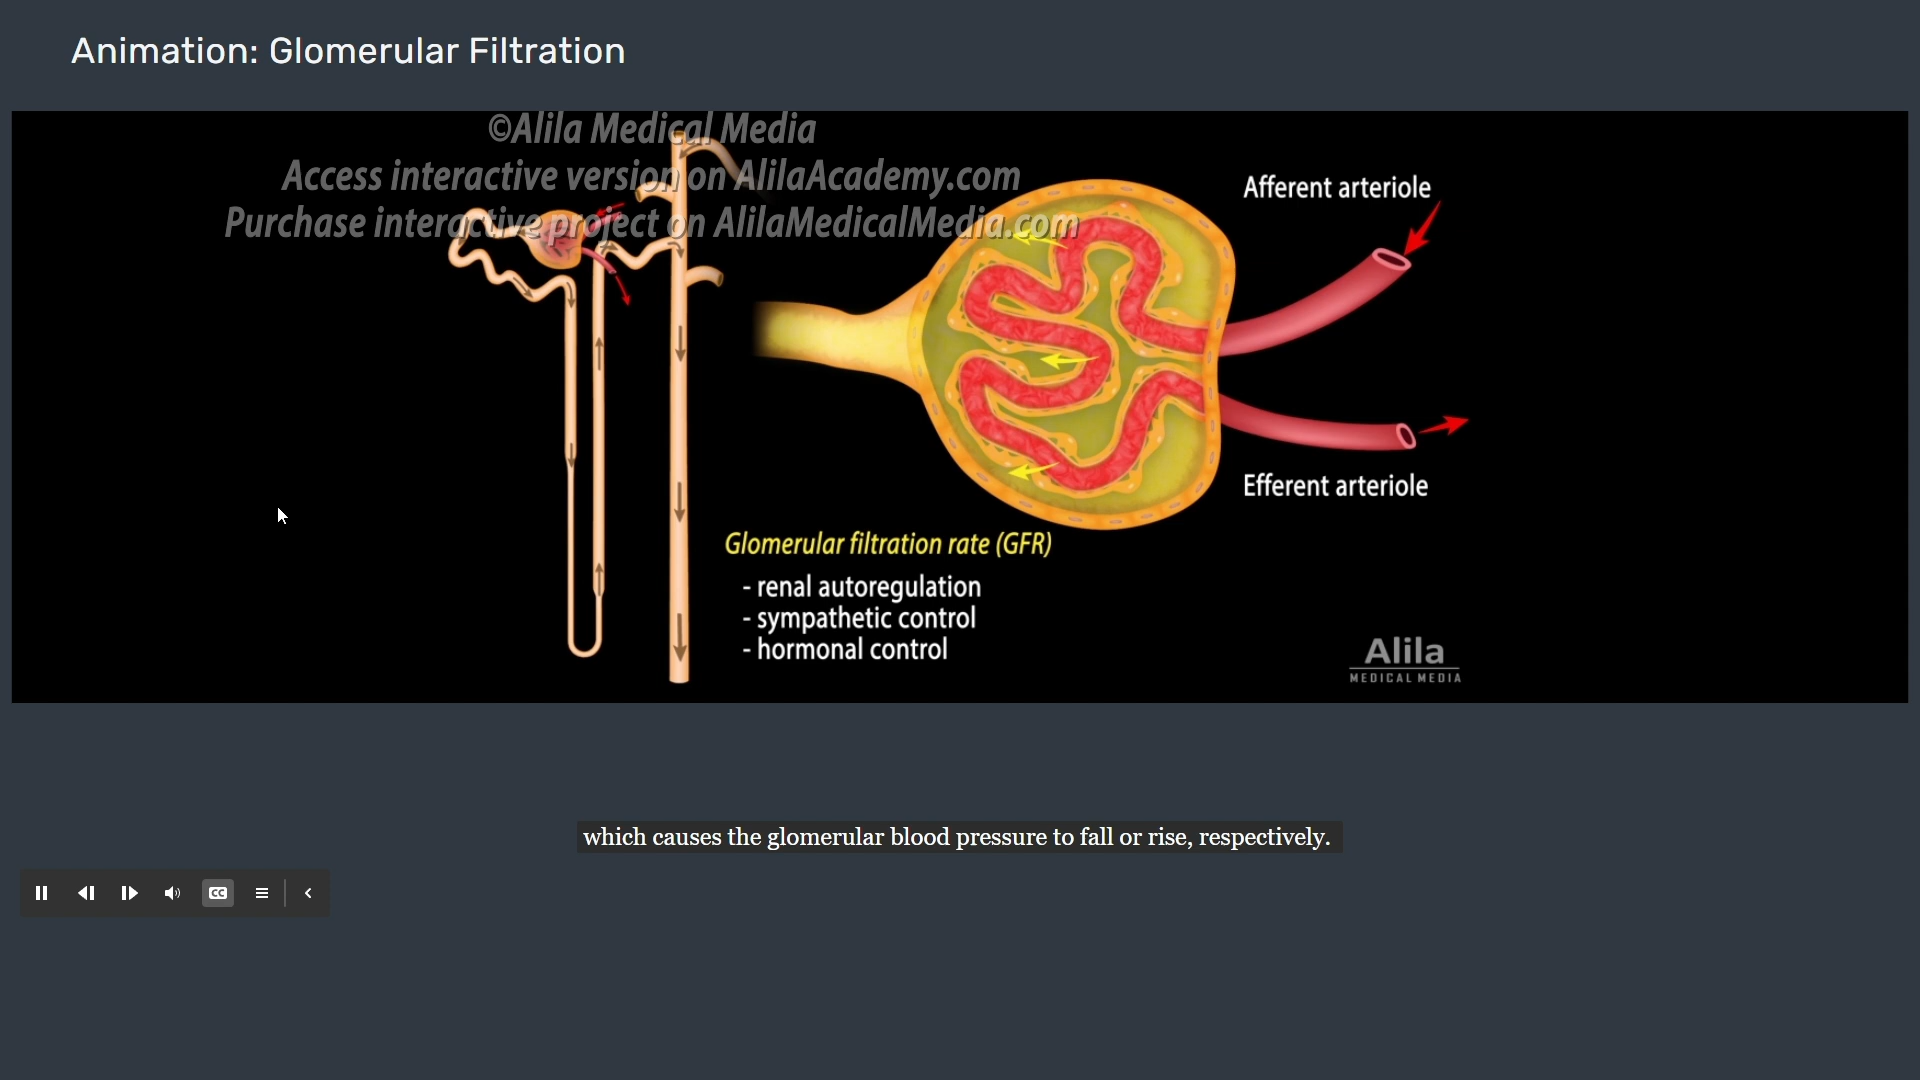 Animation: Glomerular Filtration
©Alila Medical Media
Access interactive version on AlilaAcademy.com
Purchase interactive project on AlilaMedicalMedia.com
Afferent arteriole
Efferent arteriole
Glomerular filtration rate (GFR)
- renal autoregulation
- sympathetic control
- hormonal control
Alila
MEDICAL MEDIA
which causes the glomerular blood pressure to fall or rise, respectively.
CC